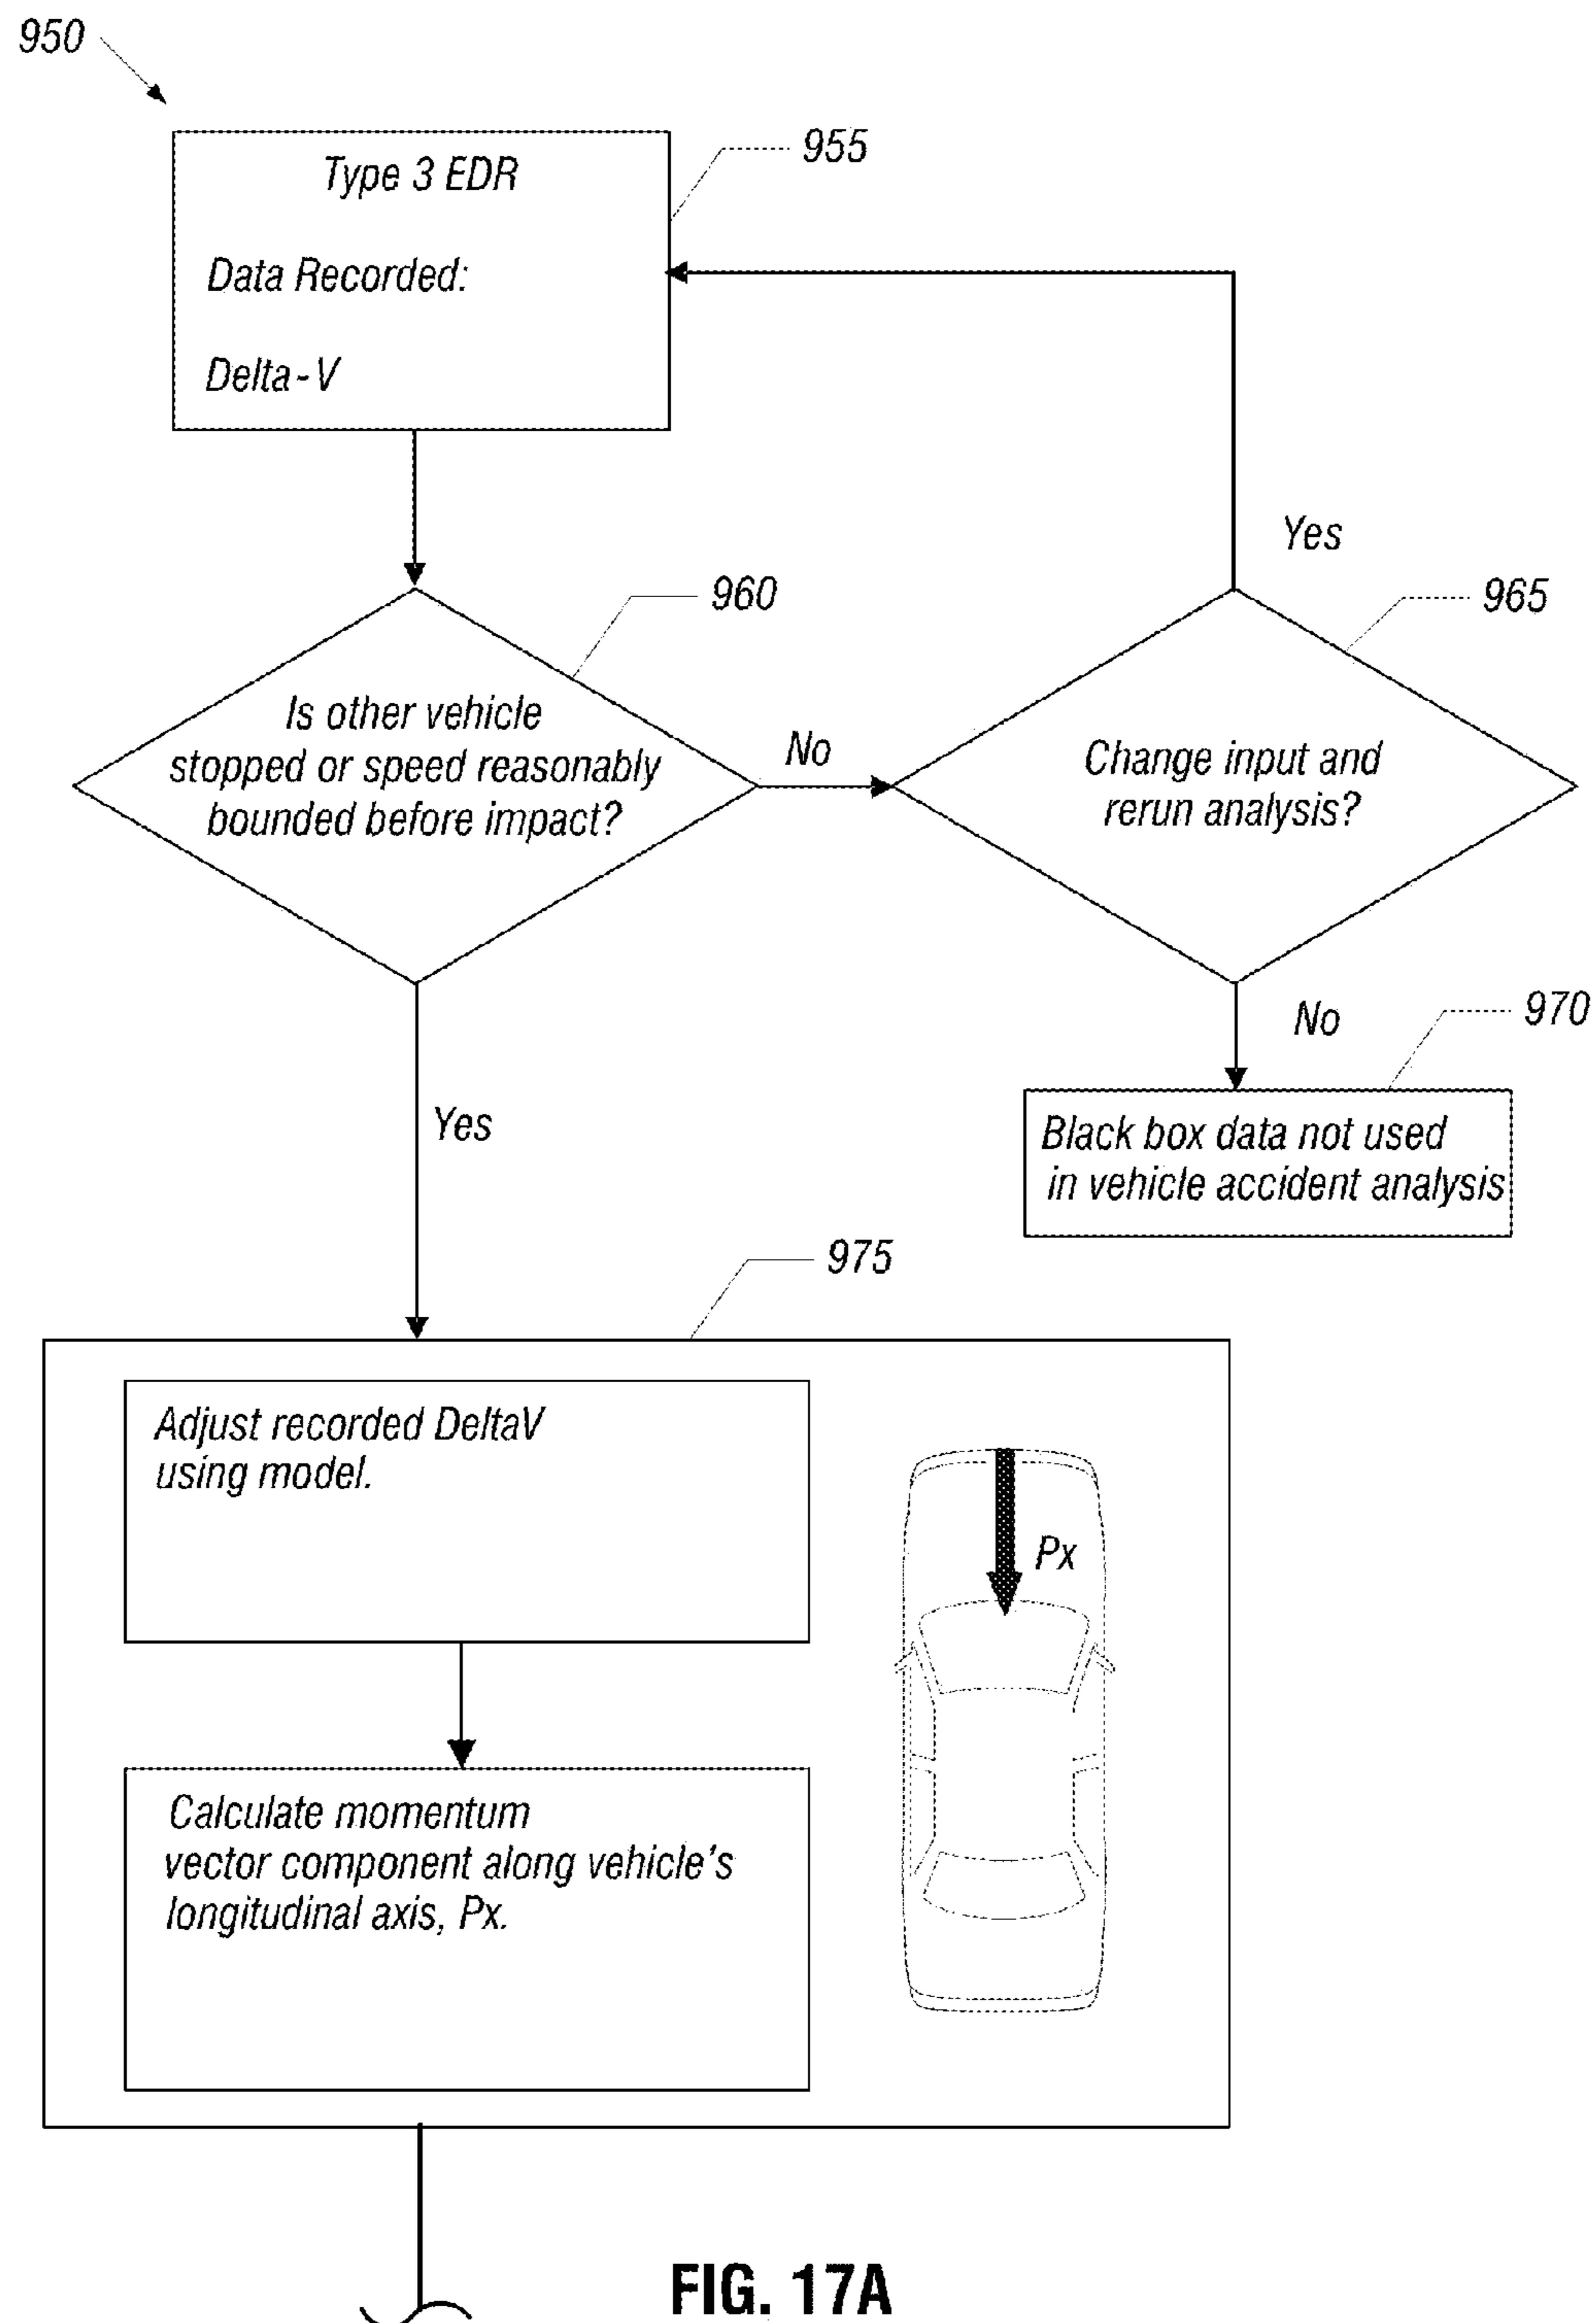 950
955
Type 3 EDR
Data Recorded:
Delta-V
960
965
Yes
Is other vehicle
stopped or speed reasonably
bounded before impact?
No
Change input and
rerun analysis?
No
970
Yes
Black box data not used
in vehicle accident analysis
975
Adjust recorded DeltaV
using model.
Px
Calculate momentum
vector component along vehicle's
longitudinal axis, Px.
FIG. 17A